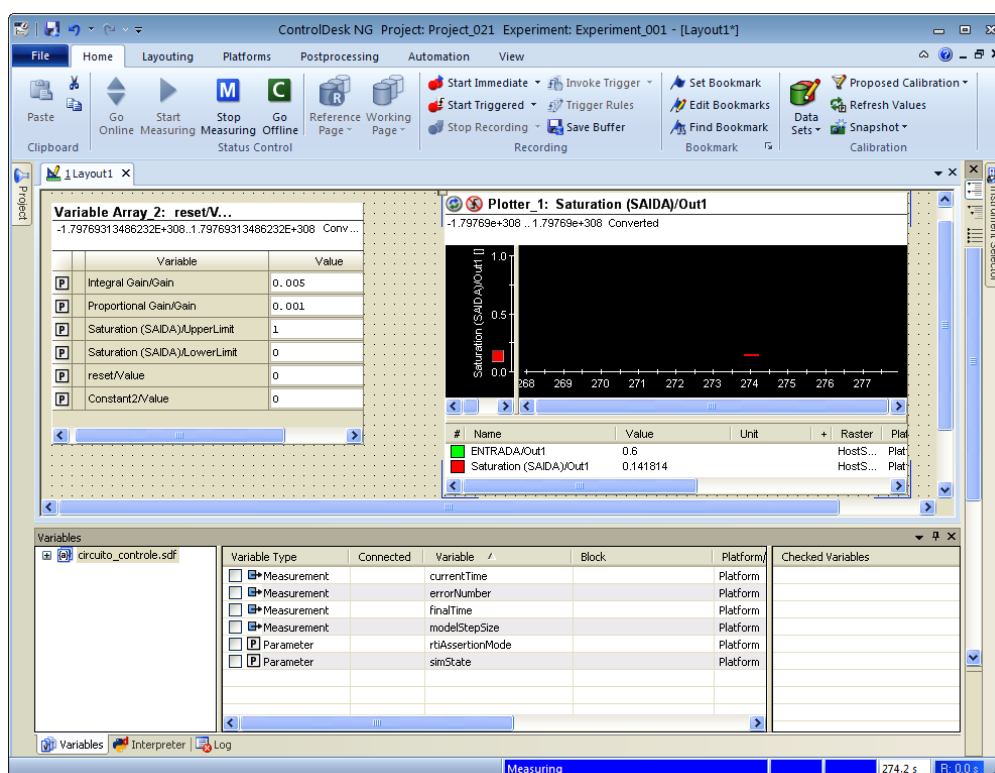 ControlDesk NG Project: Project_021 Experiment: Experiment_001 - [Layout1*]
File Home Layouting Platforms Postprocessing Automation View
Paste
Go Online
Start Measuring
M
Stop Measuring
C
Go Offline
R
Reference Page
Working Page
Start Immediate Invoke Trigger
Start Triggered Trigger Rules
Stop Recording Save Buffer
Set Bookmark
Edit Bookmarks
Find Bookmark
Data Sets
Proposed Calibration
Refresh Values
Snapshot
Clipboard Status Control Recording Bookmark Calibration
Project
1 Layout1
Instrument Selector
Variable Array_2: reset/V...
-1.79769313486232E+308..1.79769313486232E+308 Conv...
Variable Value
P Integral Gain/Gain 0.005
P Proportional Gain/Gain 0.001
P Saturation (SAIDA)/UpperLimit 1
P Saturation (SAIDA)/LowerLimit 0
P reset/Value 0
P Constant2/Value 0
Plotter_1: Saturation (SAIDA)/Out1
-1.79769e+308 .. 1.79769e+308 Converted
Saturation (SAIDA)/Out1 []
1.0
0.5
0.0
268 269 270 271 272 273 274 275 276 277
# Name Value Unit + Raster Plat
ENTRADA/Out1 0.6 HostS... Plat
Saturation (SAIDA)/Out1 0.141814 HostS... Plat
Variables
circuito_controle.sdf
Variable Type Connected Variable Block Platform/
Measurement currentTime Platform
Measurement errorNumber Platform
Measurement finalTime Platform
Measurement modelStepSize Platform
P Parameter rtiAssertionMode Platform
P Parameter simState Platform
Checked Variables
Variables Interpreter Log
Measuring 274.2 s R: 0.0 s